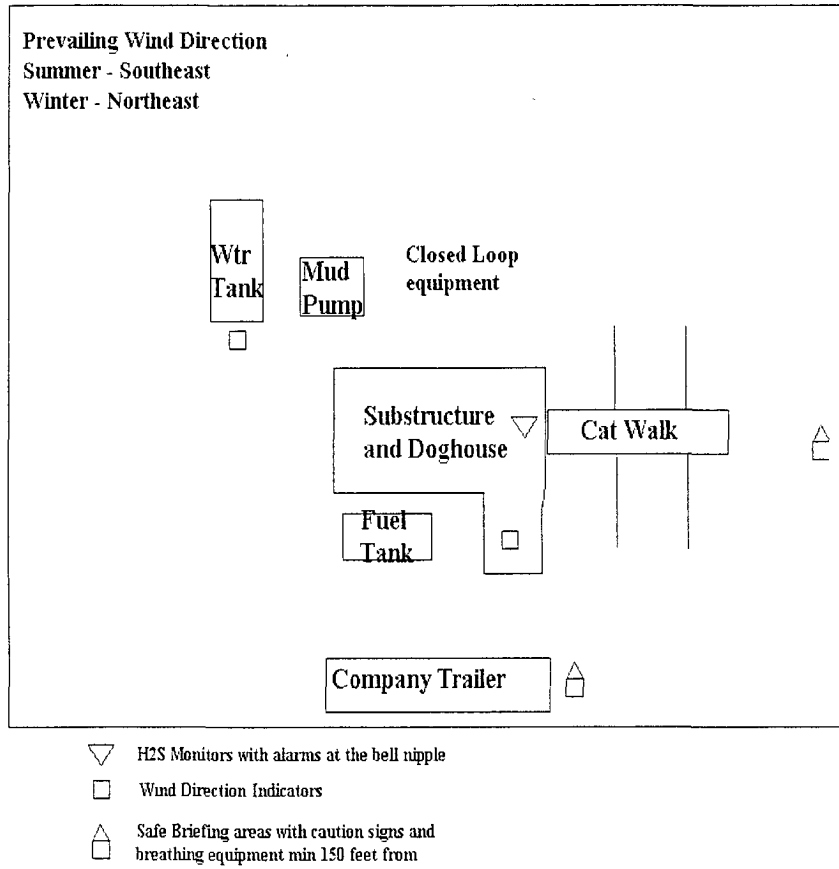 Prevailing Wind Direction
Summer - Southeast
Winter - Northeast
Wtr
Tank
Mud
Pump
Closed Loop
equipment
Substructure
and Doghouse
Cat Walk
Fuel
Tank
Company Trailer
H2S Monitors with alarms at the bell nipple
Wind Direction Indicators
Safe Briefing areas with caution signs and
breathing equipment min 150 feet from